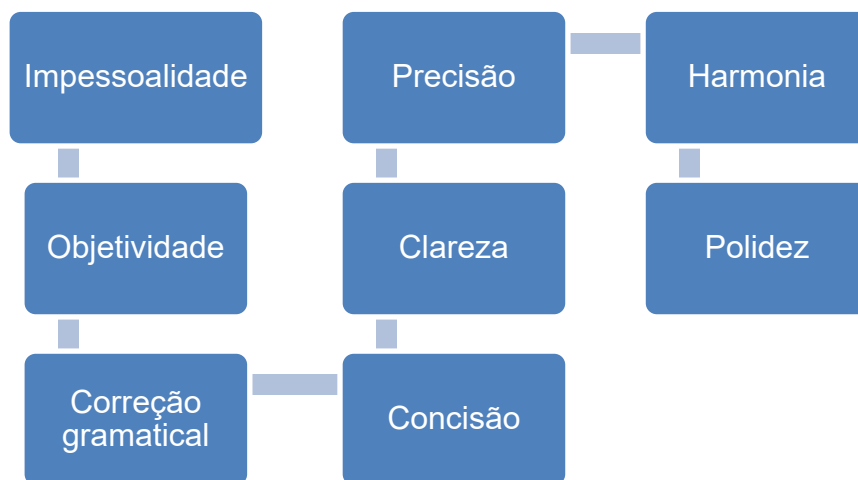 Impessoalidade
Objetividade
Correção
gramatical
Concisão
Clareza
Precisão
Harmonia
Polidez